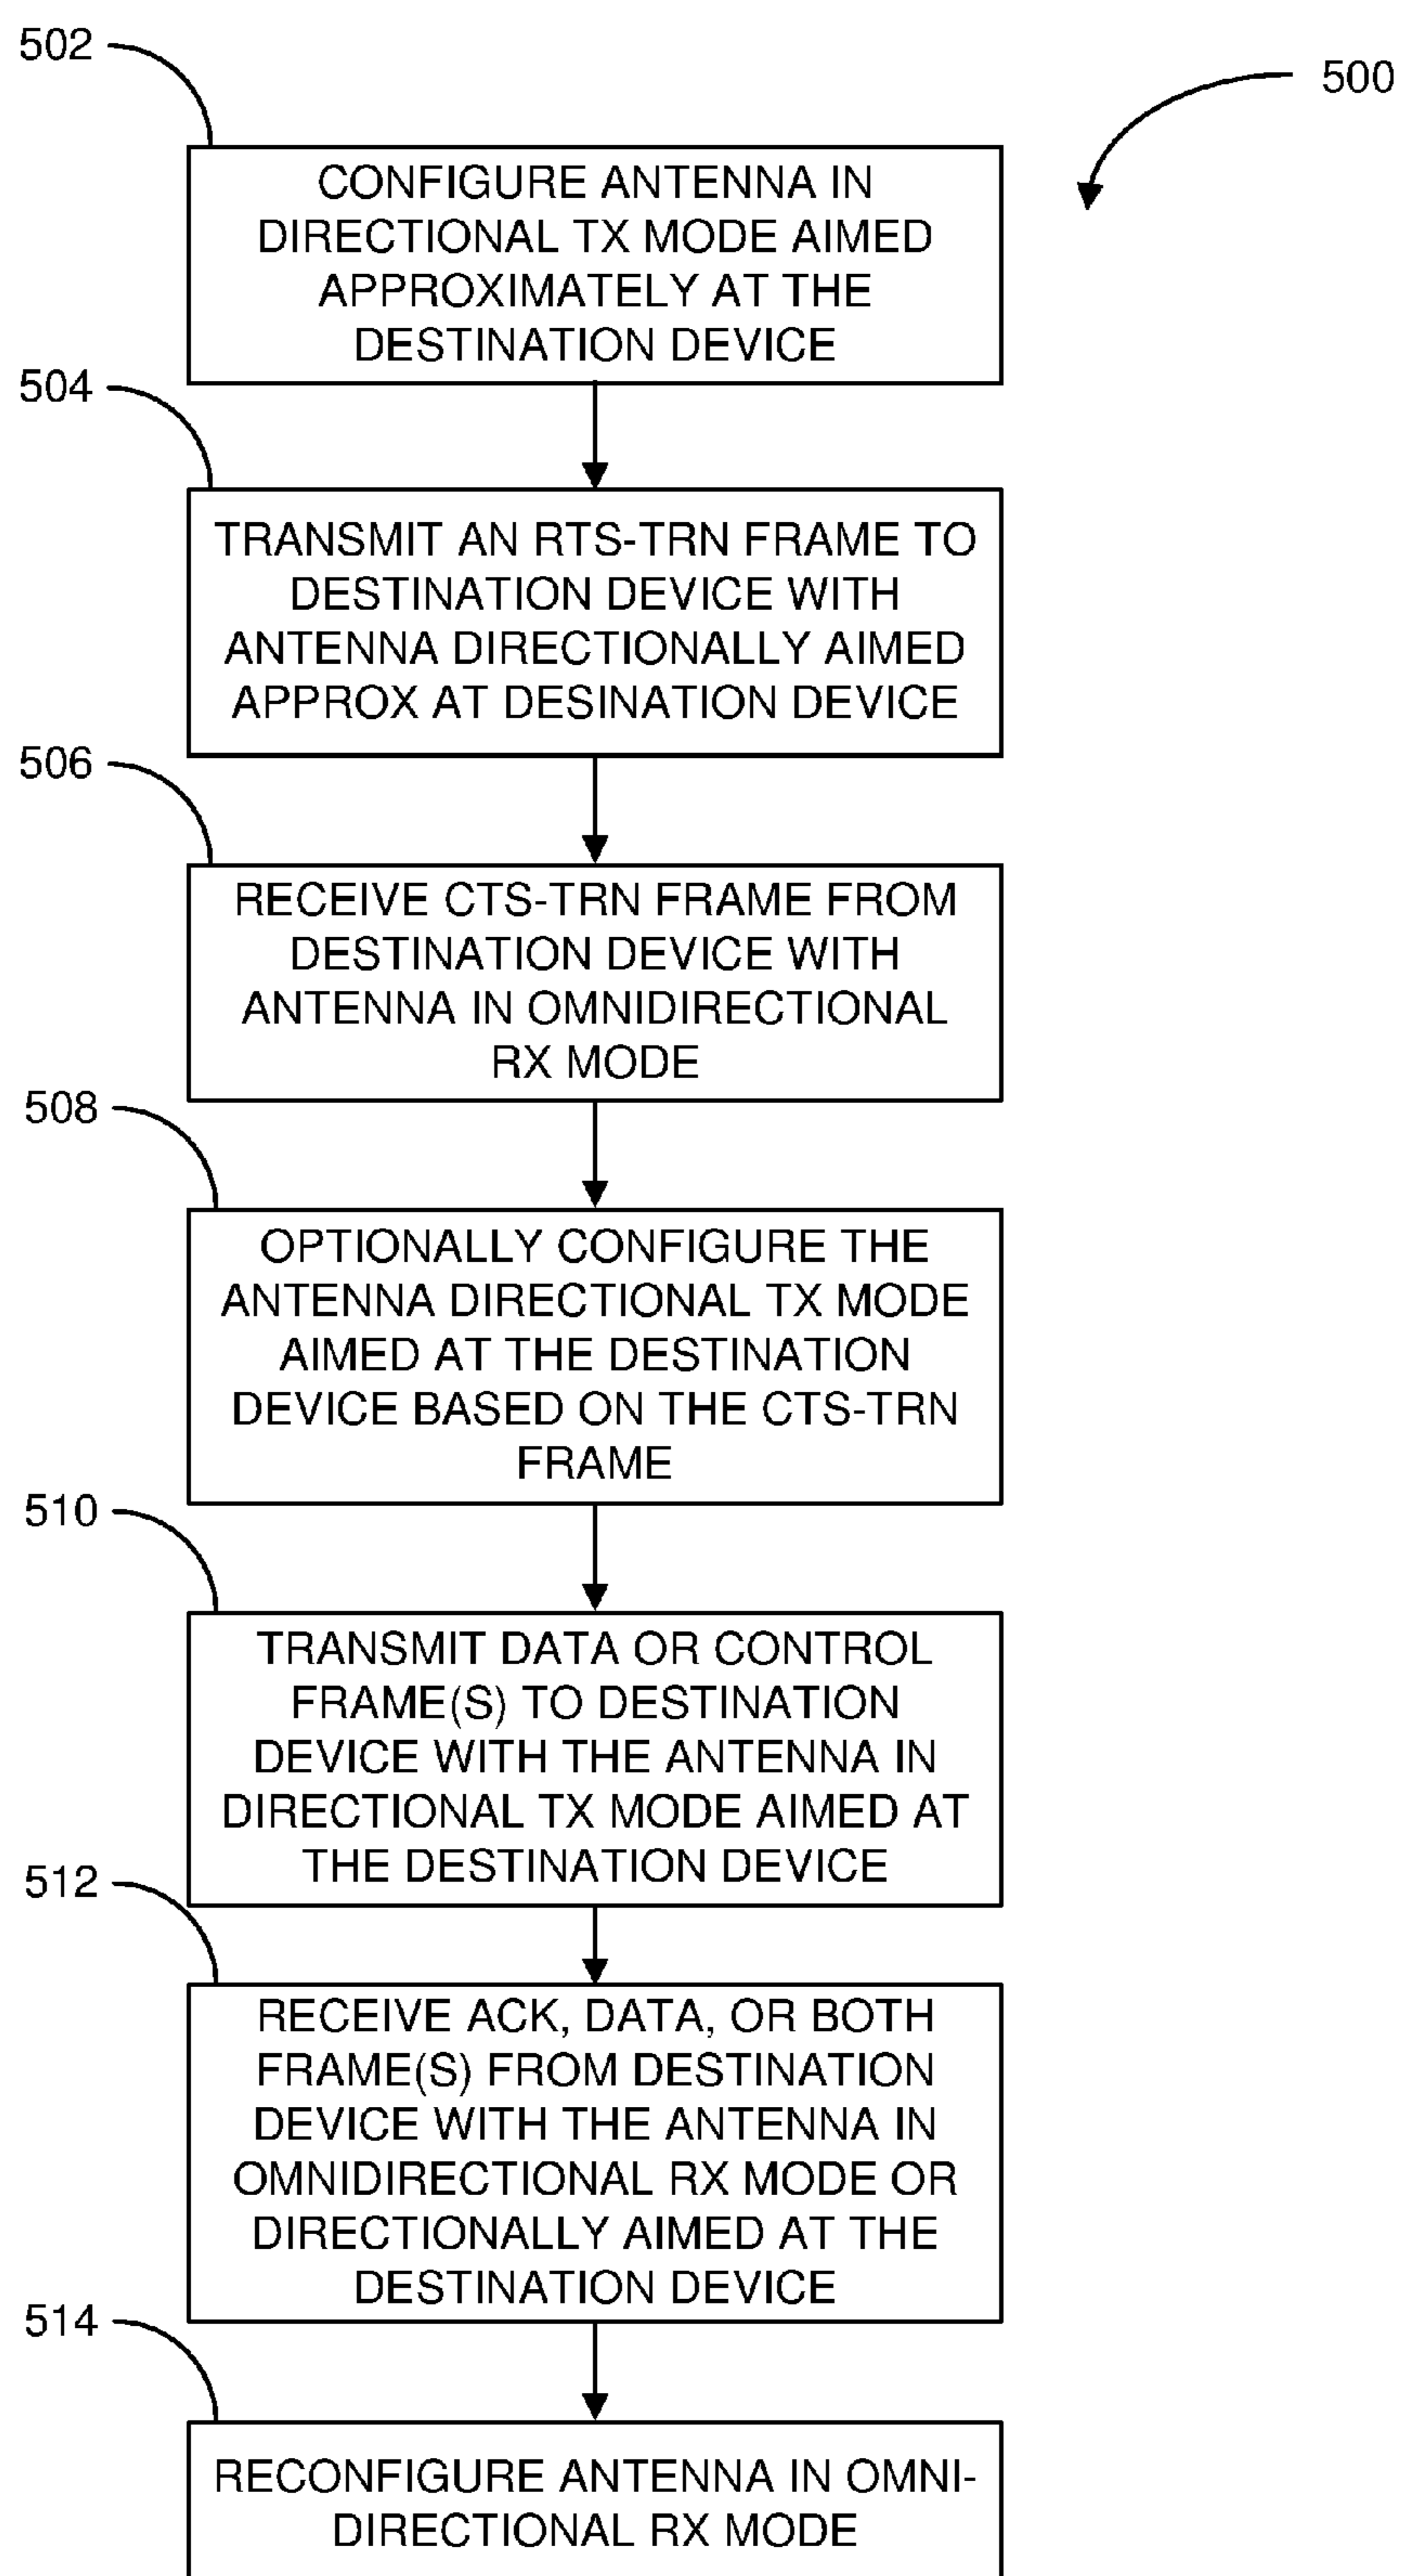 502
500
CONFIGURE ANTENNA IN
DIRECTIONAL TX MODE AIMED
APPROXIMATELY AT THE
DESTINATION DEVICE
504
TRANSMIT AN RTS-TRN FRAME TO
DESTINATION DEVICE WITH
ANTENNA DIRECTIONALLY AIMED
APPROX AT DESINATION DEVICE
506
RECEIVE CTS-TRN FRAME FROM
DESTINATION DEVICE WITH
ANTENNA IN OMNIDIRECTIONAL
RX MODE
508
OPTIONALLY CONFIGURE THE
ANTENNA DIRECTIONAL TX MODE
AIMED AT THE DESTINATION
DEVICE BASED ON THE CTS-TRN
FRAME
510
TRANSMIT DATA OR CONTROL
FRAME(S) TO DESTINATION
DEVICE WITH THE ANTENNA IN
DIRECTIONAL TX MODE AIMED AT
THE DESTINATION DEVICE
512
RECEIVE ACK, DATA, OR BOTH
FRAME(S) FROM DESTINATION
DEVICE WITH THE ANTENNA IN
OMNIDIRECTIONAL RX MODE OR
DIRECTIONALLY AIMED AT THE
DESTINATION DEVICE
514
RECONFIGURE ANTENNA IN OMNI-
DIRECTIONAL RX MODE